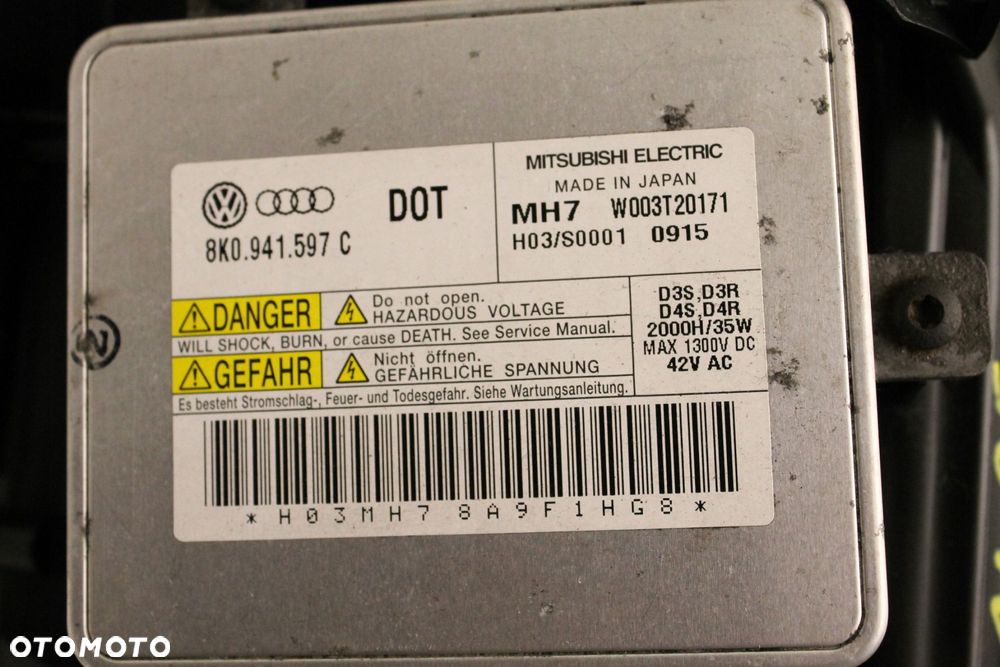 DOT
8K0.941.597 C
MITSUBISHI ELECTRIC
MADE IN JAPAN
MH7 W003T20171
H03/S0001 0915
DANGER
Do not open.
HAZARDOUS VOLTAGE
WILL SHOCK, BURN, or cause DEATH. See Service Manual.
GEFAHR
Nicht öffnen.
GEFÄHRLICHE SPANNUNG
Es besteht Stromschlag-, Feuer- und Todesgefahr. Siehe Wartungsanleitung.
D3S,D3R
D4S,D4R
2000H/35W
MAX 1300V DC
42V AC
*H03MH78A9F1HG8*
OTOMOTO